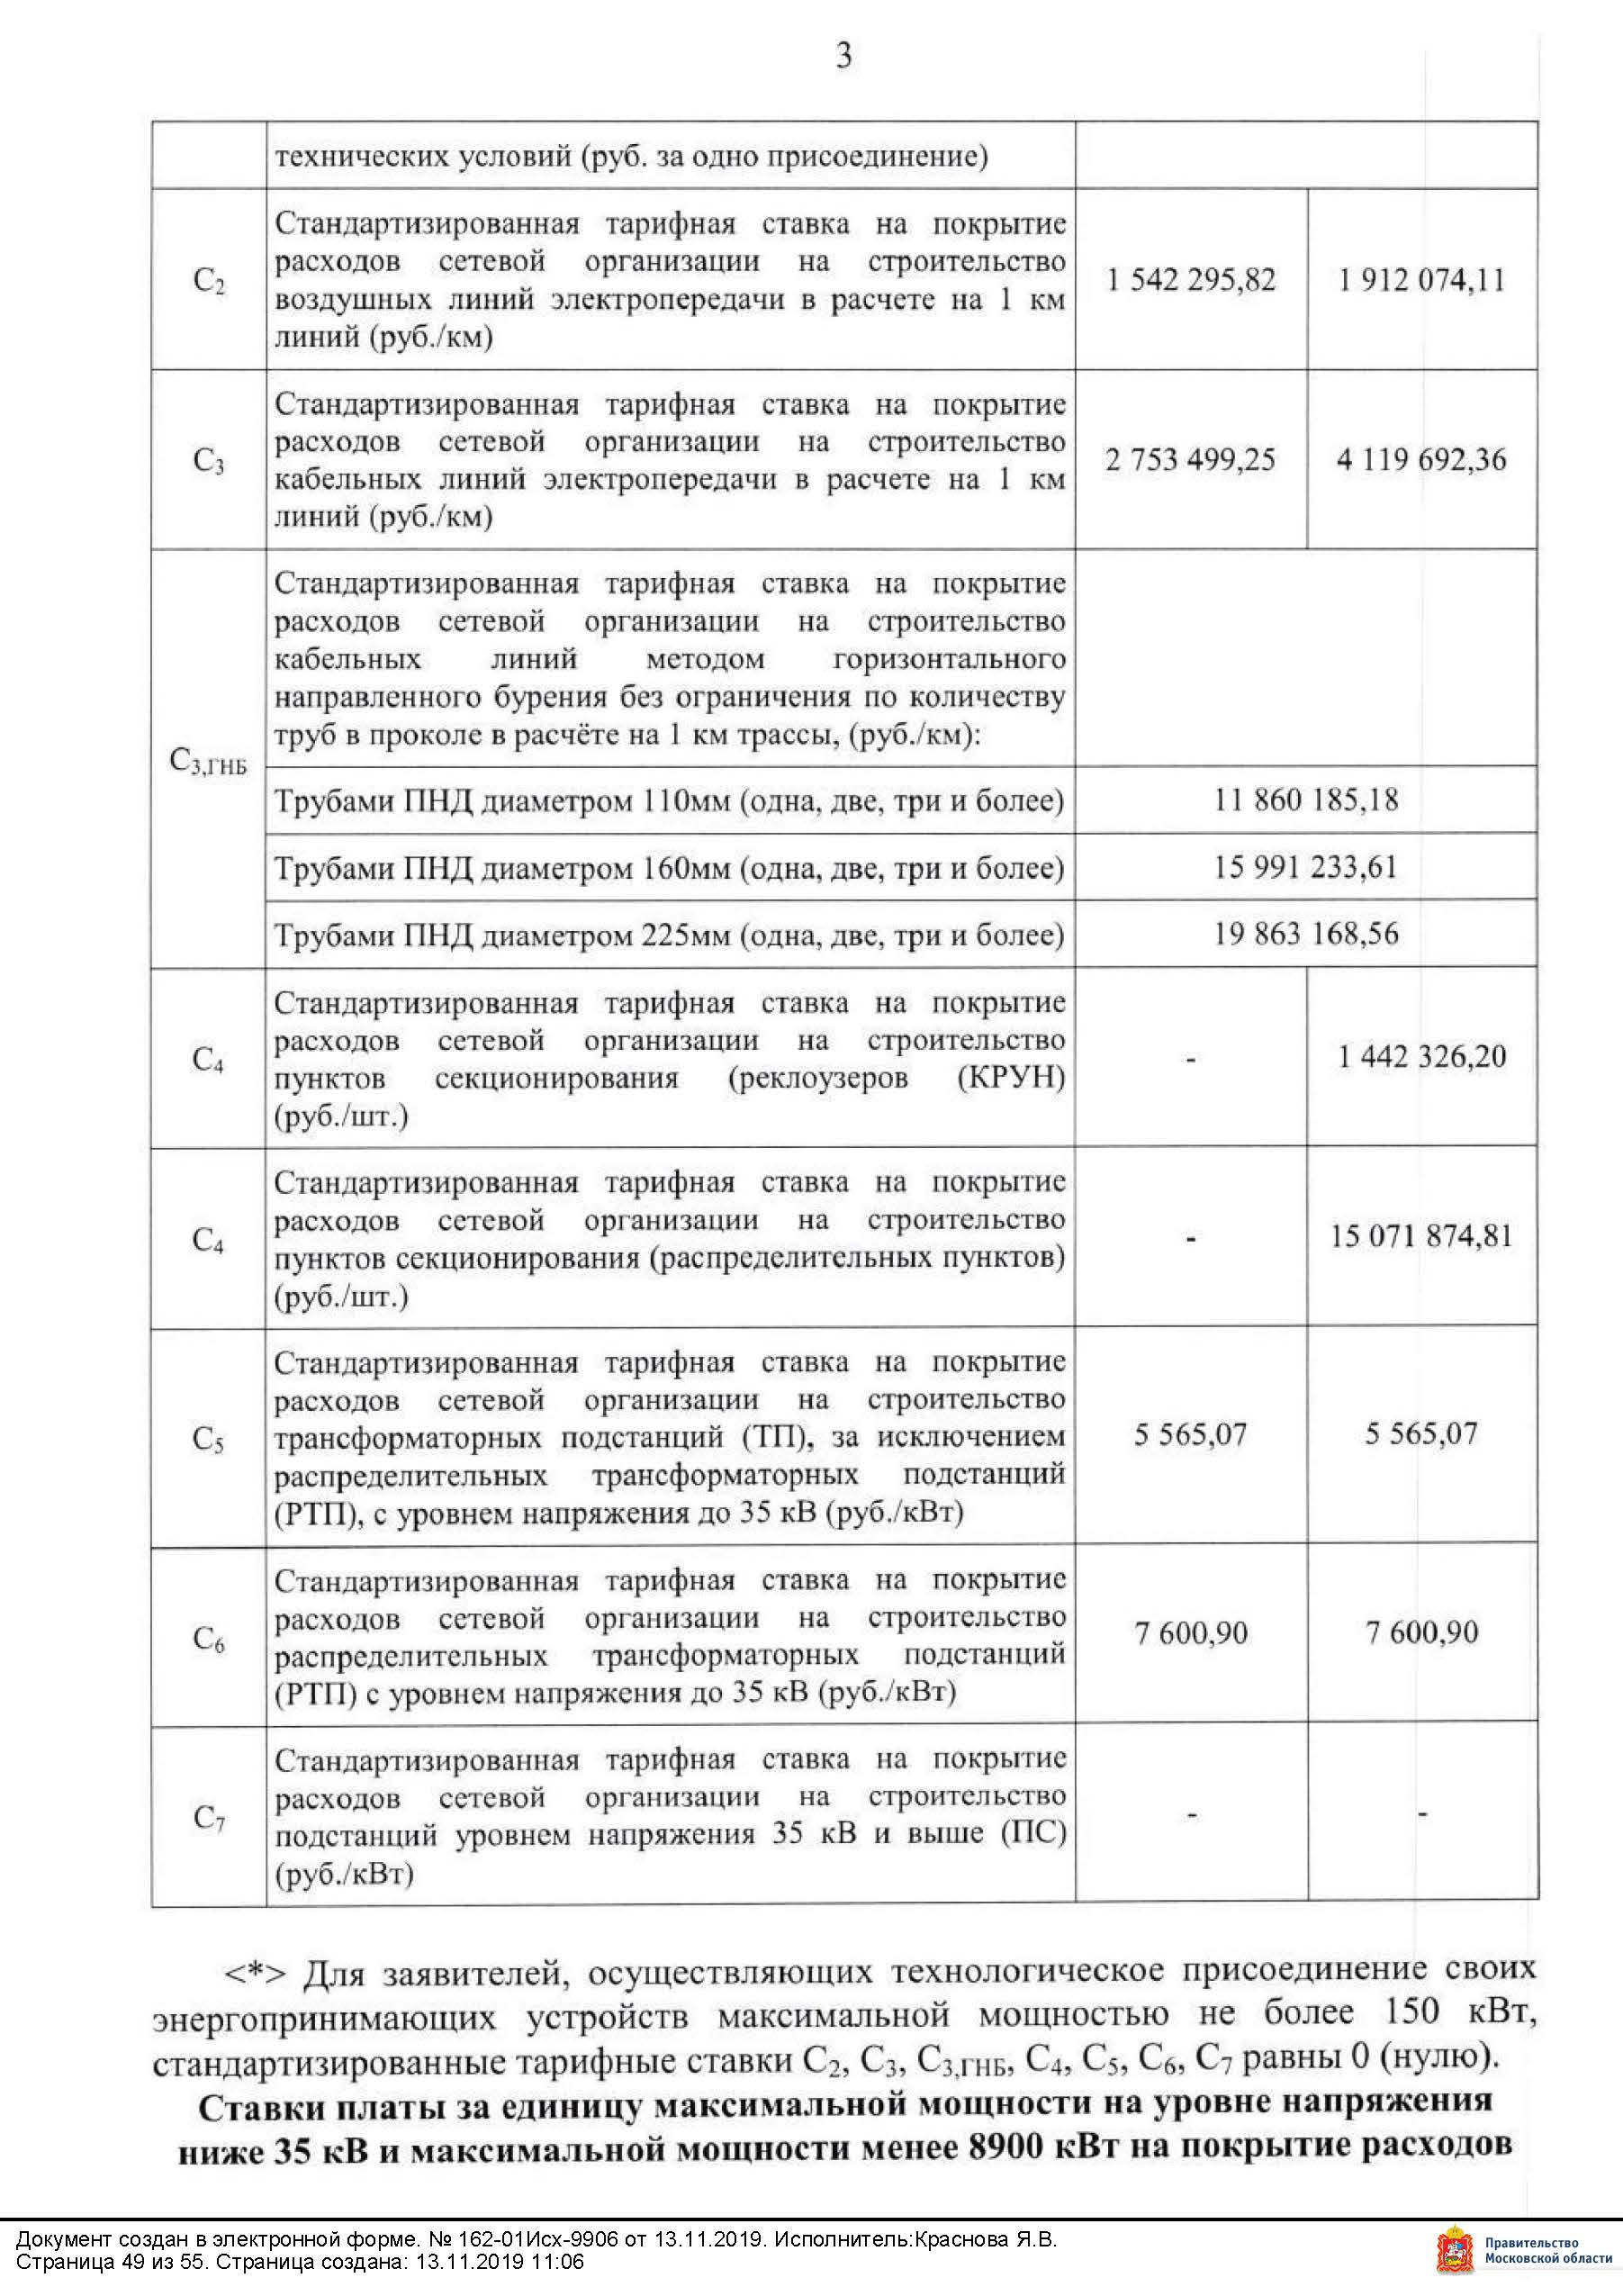 3
технических условий (руб. за одно присоединение)
С2
Стандартизированная тарифная ставка на покрытие
расходов сетевой организации на строительство
воздушных линий электропередачи в расчете на 1 км
линий (руб./км)
1 542 295,82
1 912 074,11
С3
Стандартизированная тарифная ставка на покрытие
расходов сетевой организации на строительство
кабельных линий электропередачи в расчете на 1 км
линий (руб./км)
2 753 499,25
4 119 692,36
С3,ГНБ
Стандартизированная тарифная ставка на покрытие
расходов сетевой организации на строительство
кабельных линий методом горизонтального
направленного бурения без ограничения по количеству
труб в проколе в расчёте на 1 км трассы, (руб./км):
Трубами ПНД диаметром 110мм (одна, две, три и более)
11 860 185,18
Трубами ПНД диаметром 160мм (одна, две, три и более)
15 991 233,61
Трубами ПНД диаметром 225мм (одна, две, три и более)
19 863 168,56
С4
Стандартизированная тарифная ставка на покрытие
расходов сетевой организации на строительство
пунктов секционирования (реклоузеров (КРУН)
(руб./шт.)
-
1 442 326,20
С4
Стандартизированная тарифная ставка на покрытие
расходов сетевой организации на строительство
пунктов секционирования (распределительных пунктов)
(руб./шт.)
-
15 071 874,81
С5
Стандартизированная тарифная ставка на покрытие
расходов сетевой организации на строительство
трансформаторных подстанций (ТП), за исключением
распределительных трансформаторных подстанций
(РТП), с уровнем напряжения до 35 кВ (руб./кВт)
5 565,07
5 565,07
С6
Стандартизированная тарифная ставка на покрытие
расходов сетевой организации на строительство
распределительных трансформаторных подстанций
(РТП) с уровнем напряжения до 35 кВ (руб./кВт)
7 600,90
7 600,90
С7
Стандартизированная тарифная ставка на покрытие
расходов сетевой организации на строительство
подстанций уровнем напряжения 35 кВ и выше (ПС)
(руб./кВт)
-
-
<*> Для заявителей, осуществляющих технологическое присоединение своих
энергопринимающих устройств максимальной мощностью не более 150 кВт,
стандартизированные тарифные ставки С2, С3, С3,ГНБ, С4, С5, С6, С7 равны 0 (нулю).
Ставки платы за единицу максимальной мощности на уровне напряжения
ниже 35 кВ и максимальной мощности менее 8900 кВт на покрытие расходов
Документ создан в электронной форме. № 162-01Исх-9906 от 13.11.2019. Исполнитель:Краснова Я.В.
Страница 49 из 55. Страница создана: 13.11.2019 11:06
Правительство
Московской области